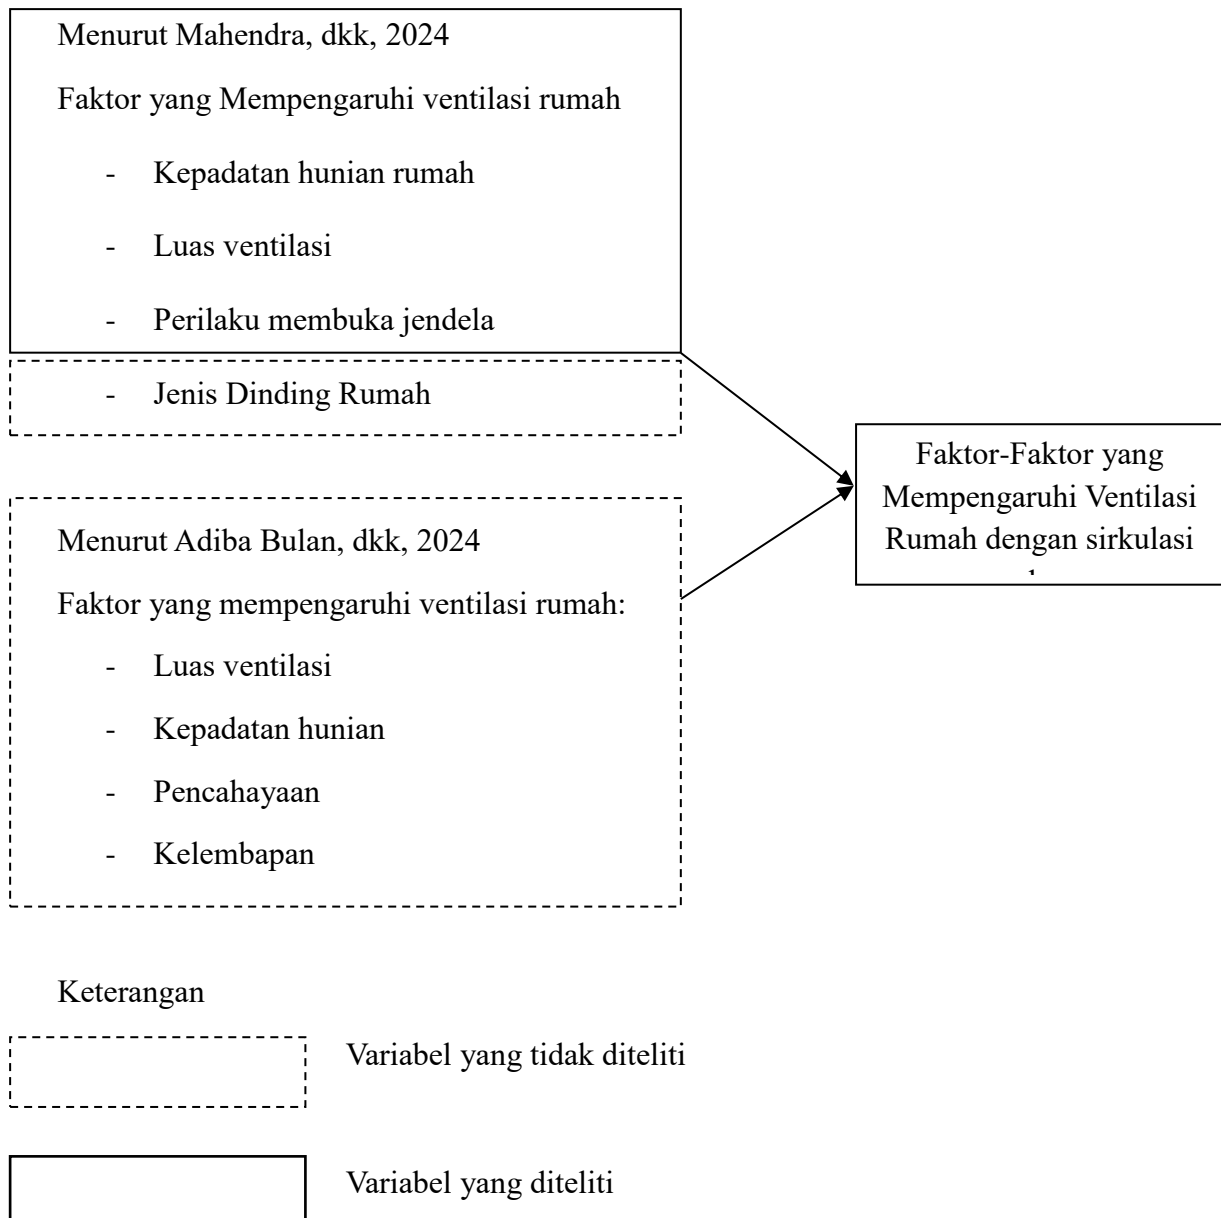 Menurut Mahendra, dkk, 2024
Faktor yang Mempengaruhi ventilasi rumah
- Kepadatan hunian rumah
- Luas ventilasi
- Perilaku membuka jendela
- Jenis Dinding Rumah
Menurut Adiba Bulan, dkk, 2024
Faktor yang mempengaruhi ventilasi rumah:
- Luas ventilasi
- Kepadatan hunian
- Pencahayaan
- Kelembapan
Faktor-Faktor yang
Mempengaruhi Ventilasi
Rumah dengan sirkulasi
Keterangan
Variabel yang tidak diteliti
Variabel yang diteliti